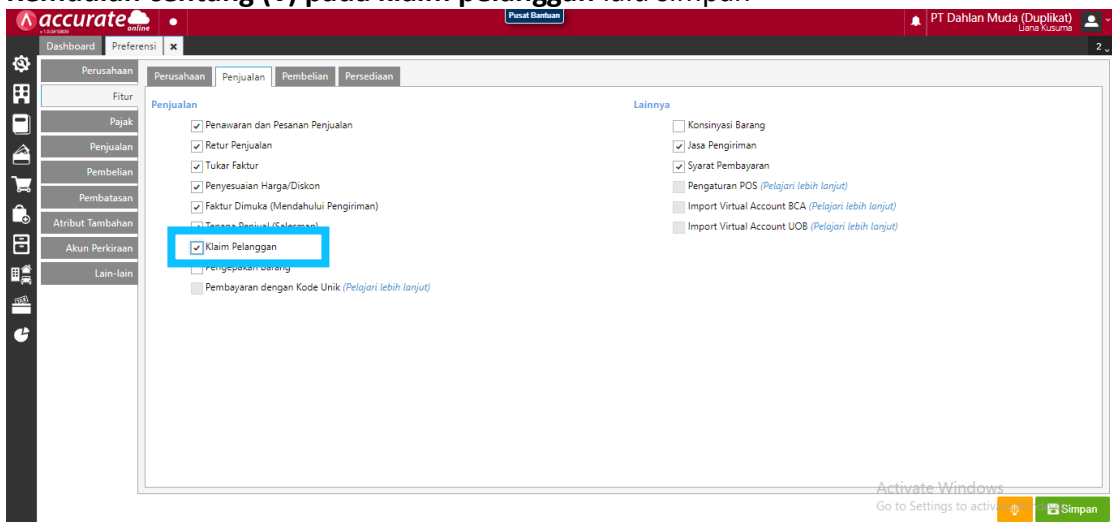 Kemudian centang (√) pada klaim pelanggan lalu simpan
accurate
online
Pusat Bantuan
PT Dahlan Muda (Duplikat)
Liana Kusuma
Dashboard Preferensi
2
Perusahaan
Fitur
Pajak
Penjualan
Pembelian
Pembatasan
Atribut Tambahan
Akun Perkiraan
Lain-lain
Perusahaan Penjualan Pembelian Persediaan
Penjualan
Penawaran dan Pesanan Penjualan
Retur Penjualan
Tukar Faktur
Penyesuaian Harga/Diskon
Faktur Dimuka (Mendahului Pengiriman)
Tenaga Penjual (Salesman)
Klaim Pelanggan
Pengepakan Barang
Pembayaran dengan Kode Unik (Pelajari lebih lanjut)
Lainnya
Konsinyasi Barang
Jasa Pengiriman
Syarat Pembayaran
Pengaturan POS (Pelajari lebih lanjut)
Import Virtual Account BCA (Pelajari lebih lanjut)
Import Virtual Account UOB (Pelajari lebih lanjut)
Activate Windows
Go to Settings to
Simpan